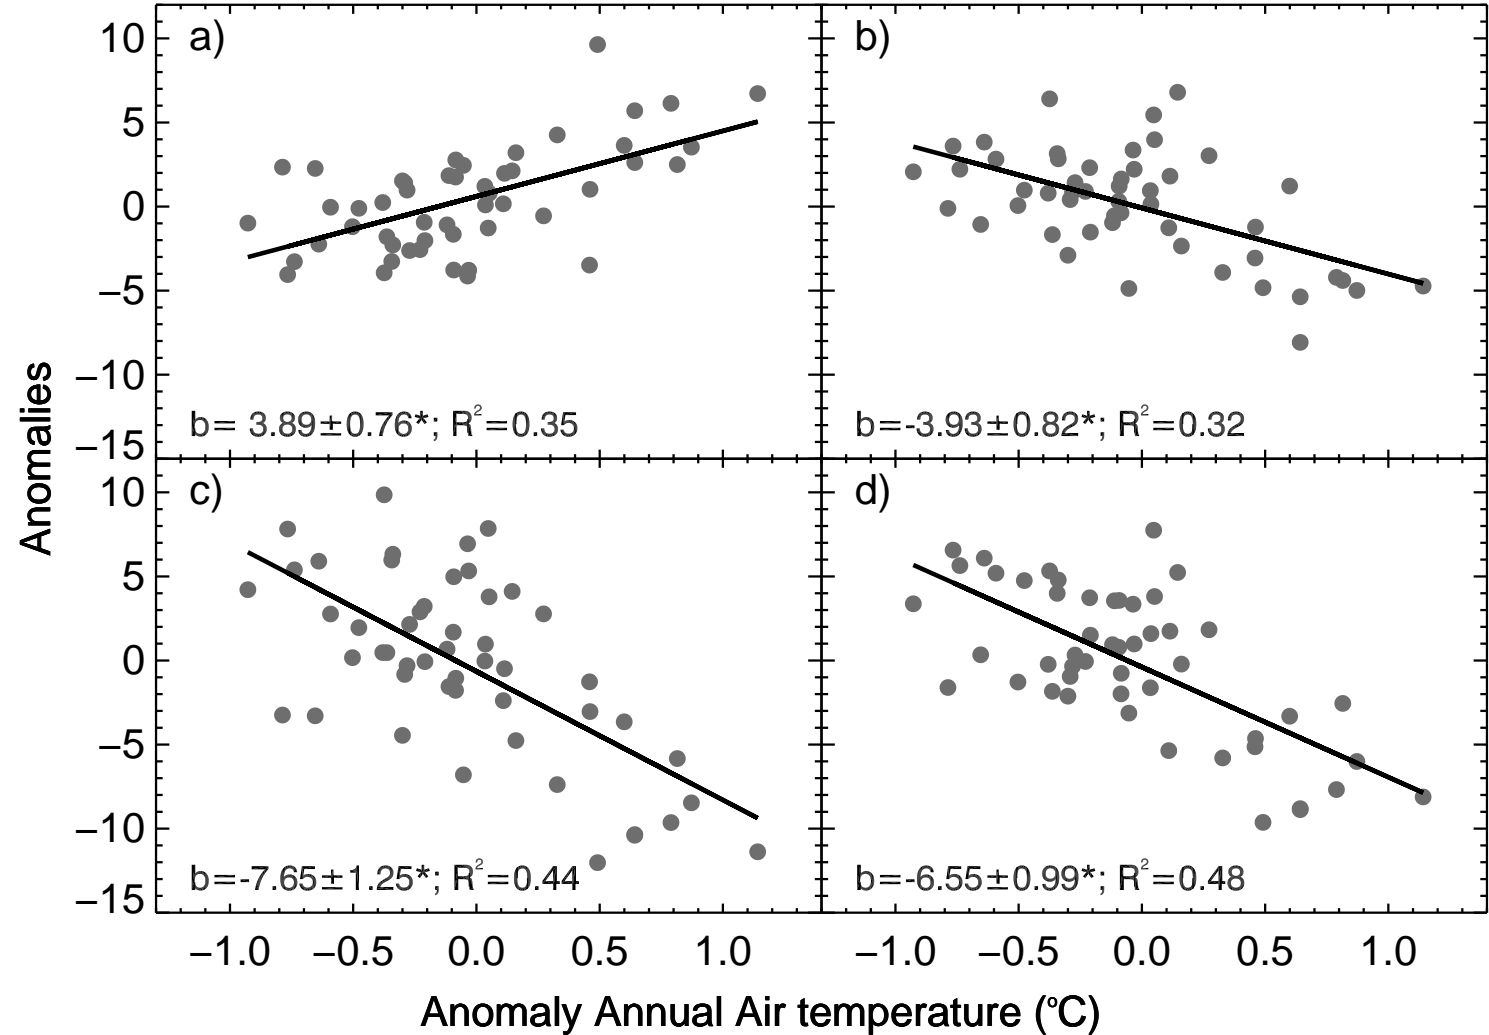 a)
b)
10
5
0
−5
−10
−15
b= 3.89±0.76*; R²=0.35
b=-3.93±0.82*; R²=0.32
c)
d)
10
5
0
−5
−10
−15
b=-7.65±1.25*; R²=0.44
b=-6.55±0.99*; R²=0.48
−1.0 −0.5 0.0 0.5 1.0
−1.0 −0.5 0.0 0.5 1.0
Anomalies
Anomaly Annual Air temperature (ºC)